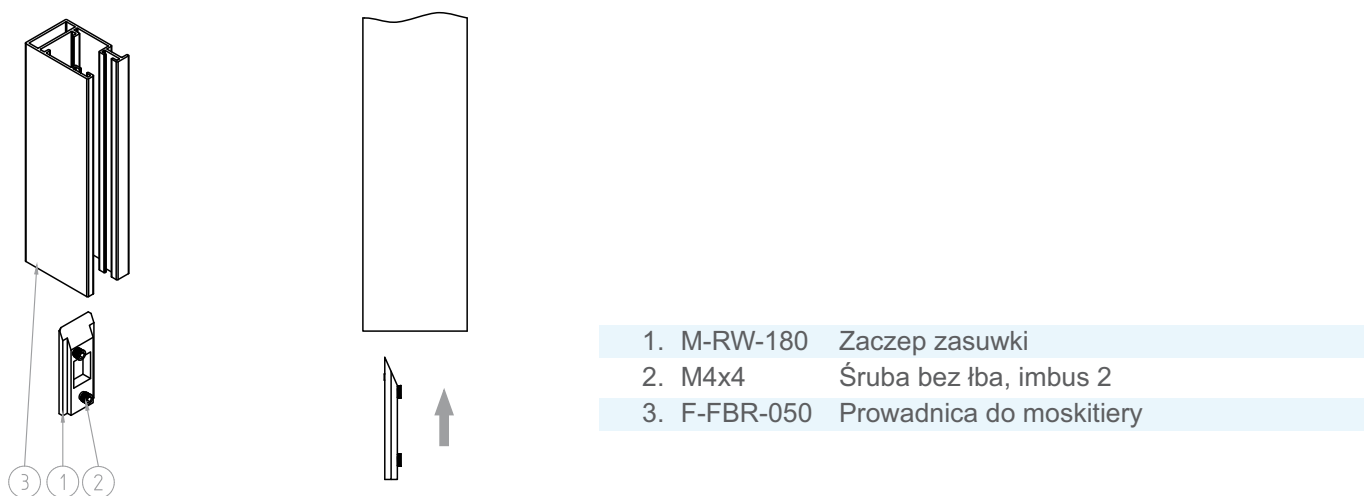 1. M-RW-180 Zaczep zasuwki
2. M4x4 Śruba bez łba, imbus 2
3. F-FBR-050 Prowadnica do moskitiery
3 1 2